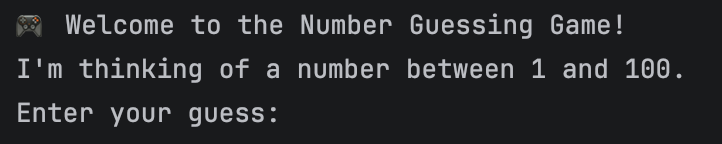 🎮 Welcome to the Number Guessing Game!
I'm thinking of a number between 1 and 100.
Enter your guess: